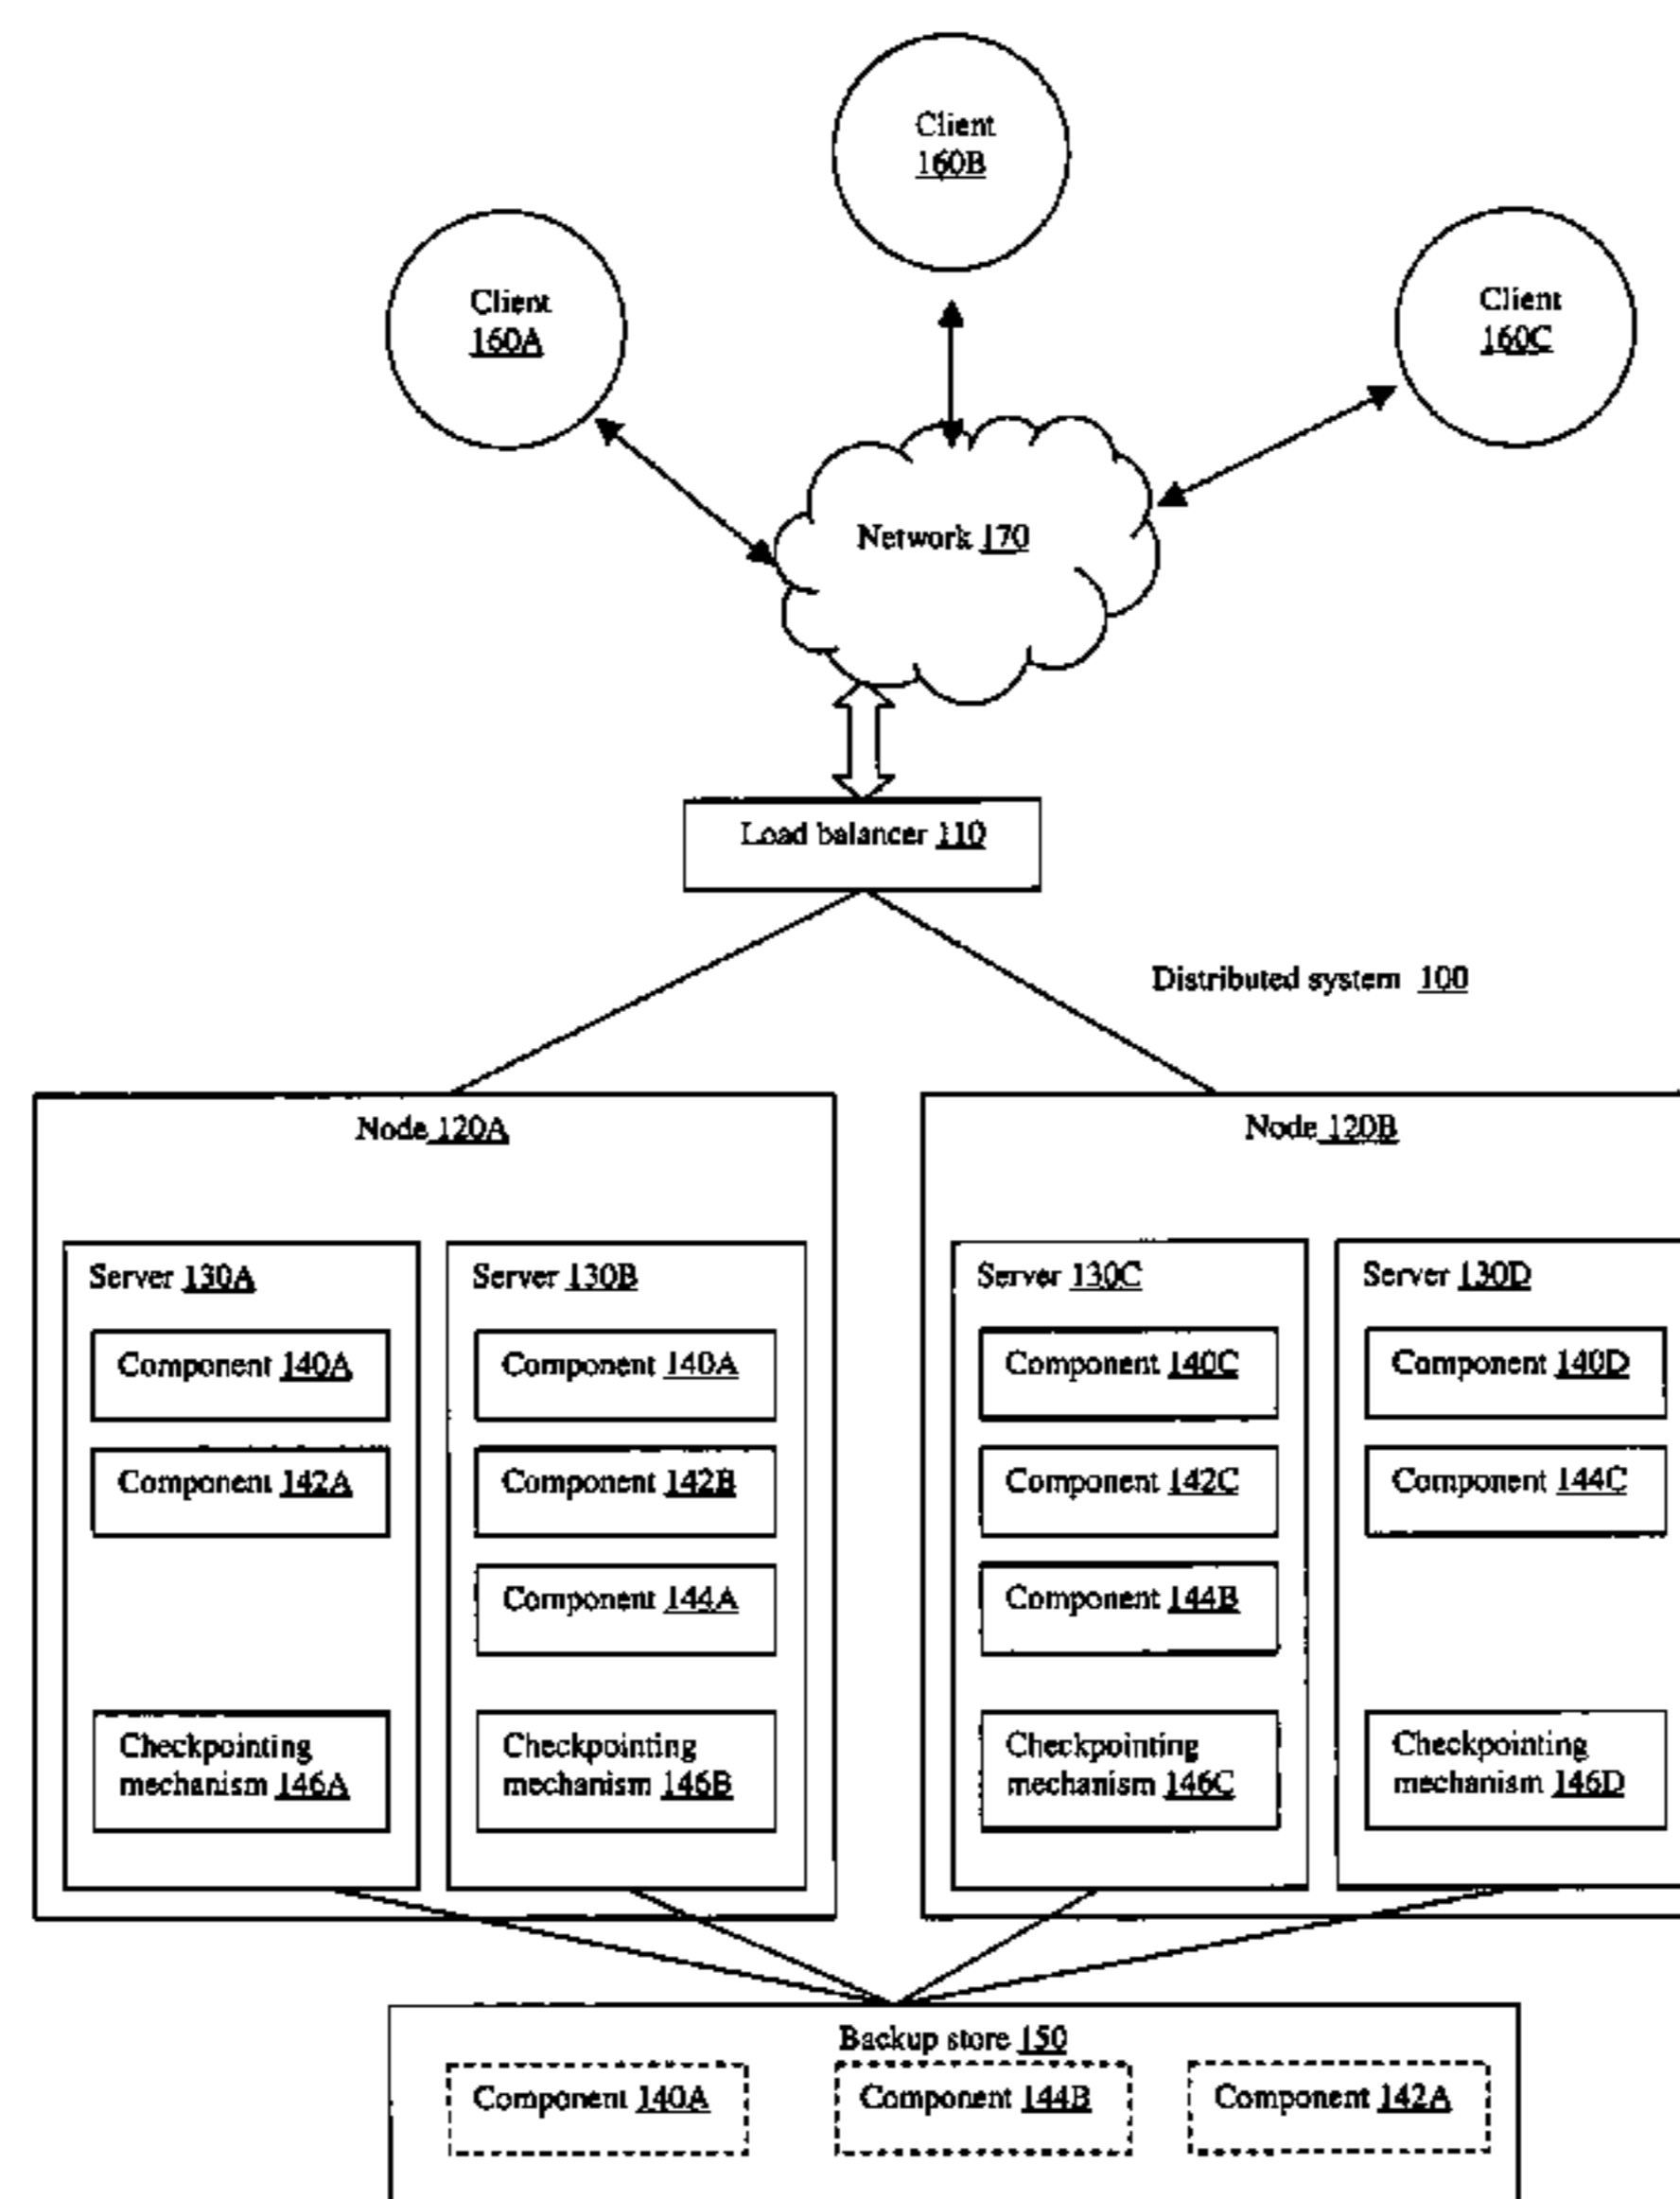 Client
160B
Client
160A
Client
160C
Network 170
Load balancer 110
Distributed system 100
Node 120A
Node 120B
Server 130A
Server 130B
Server 130C
Server 130D
Component 140A
Component 140A
Component 140C
Component 140D
Component 142A
Component 142B
Component 142C
Component 144C
Component 144A
Component 144B
Checkpointing
mechanism 146A
Checkpointing
mechanism 146B
Checkpointing
mechanism 146C
Checkpointing
mechanism 146D
Backup store 150
Component 140A
Component 144B
Component 142A